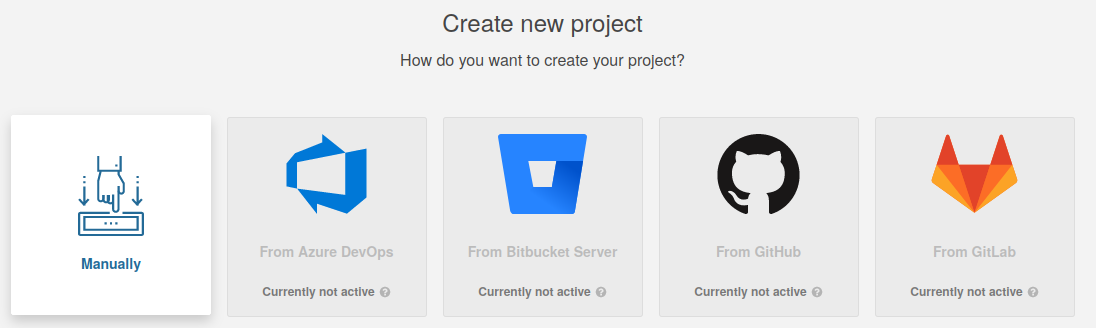 Create new project
How do you want to create your project?
Manually
From Azure DevOps
Currently not active ?
From Bitbucket Server
Currently not active ?
From GitHub
Currently not active ?
From GitLab
Currently not active ?